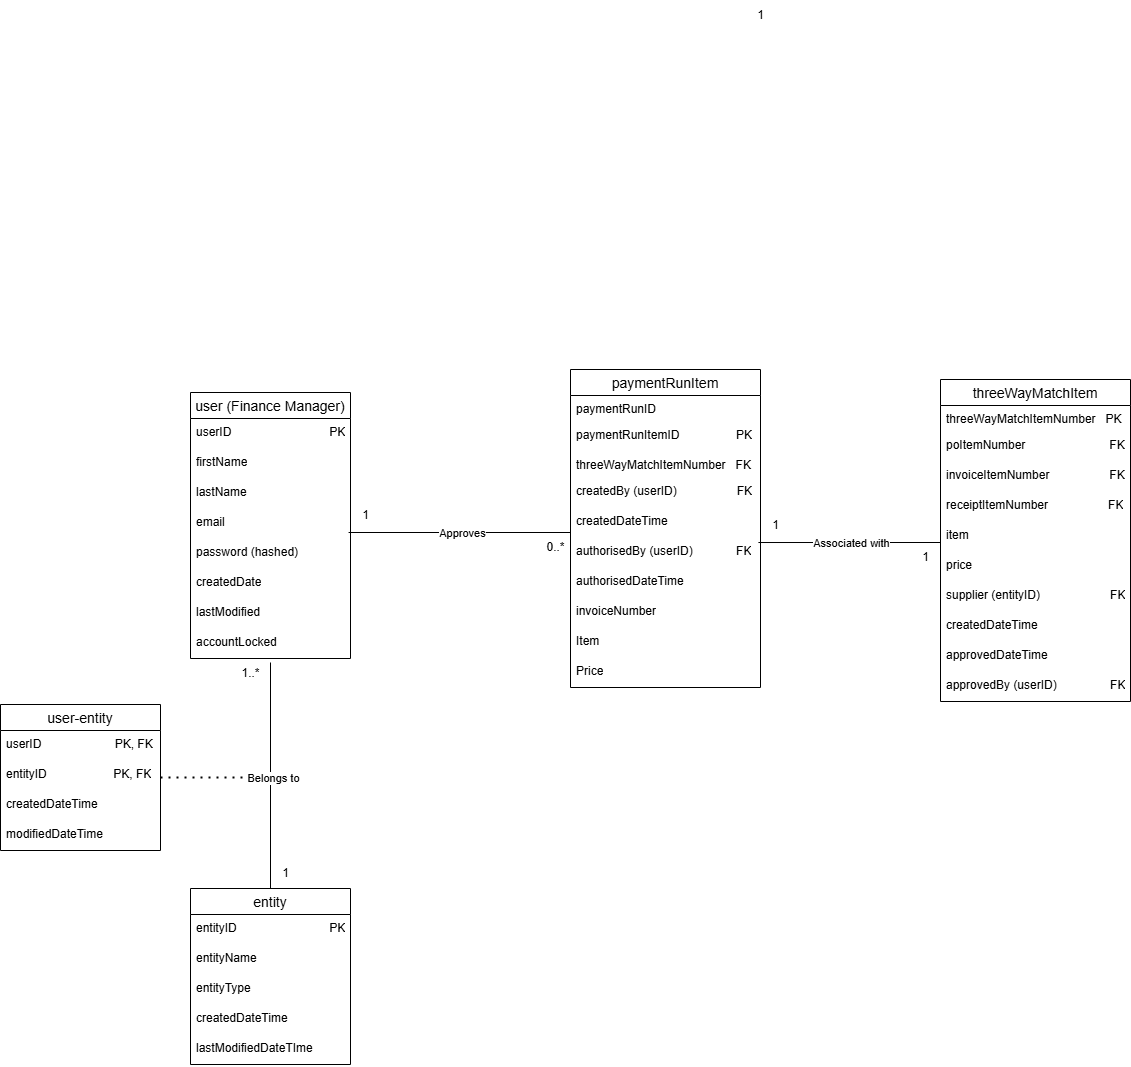 1
user (Finance Manager)
userID PK
firstName
lastName
email
password (hashed)
createdDate
lastModified
accountLocked
1
Approves
0..*
paymentRunItem
paymentRunID
paymentRunItemID PK
threeWayMatchItemNumber FK
createdBy (userID) FK
createdDateTime
authorisedBy (userID) FK
authorisedDateTime
invoiceNumber
Item
Price
1
Associated with
1
threeWayMatchItem
threeWayMatchItemNumber PK
poItemNumber FK
invoiceItemNumber FK
receiptItemNumber FK
item
price
supplier (entityID) FK
createdDateTime
approvedDateTime
approvedBy (userID) FK
1..*
user-entity
userID PK, FK
entityID PK, FK
createdDateTime
modifiedDateTime
Belongs to
1
entity
entityID PK
entityName
entityType
createdDateTime
lastModifiedDateTIme